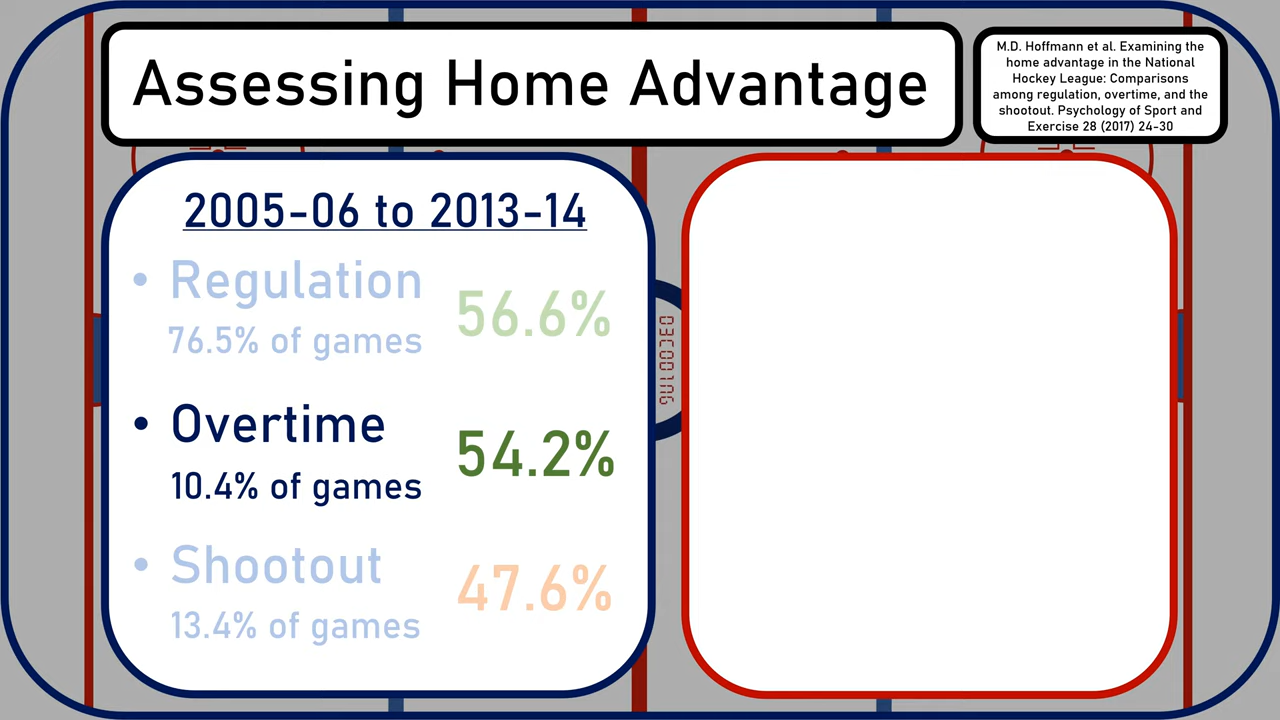 Assessing Home Advantage
M.D. Hoffmann et al. Examining the
home advantage in the National
Hockey League: Comparisons
among regulation, overtime, and the
shootout. Psychology of Sport and
Exercise 28 (2017) 24-30
2005-06 to 2013-14
• Regulation
76.5% of games
56.6%
• Overtime
10.4% of games
54.2%
• Shootout
13.4% of games
47.6%